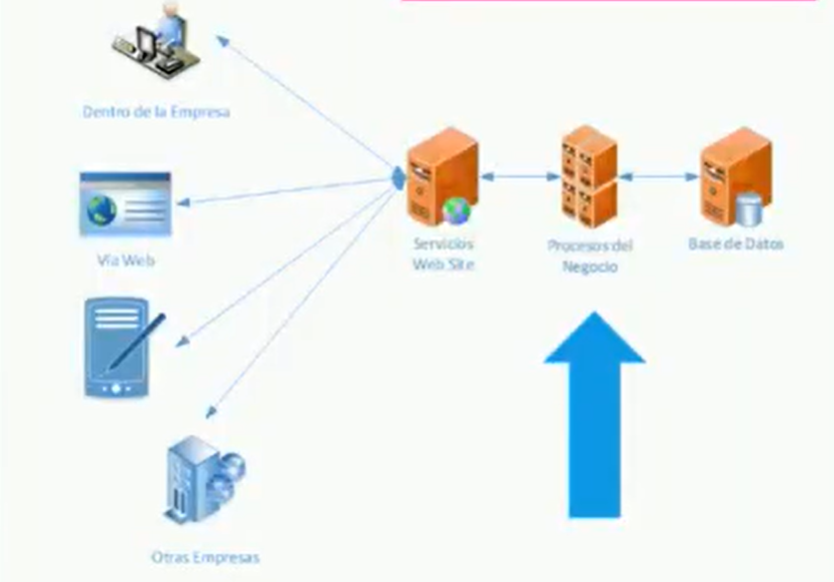 Dentro de la Empresa
Vía Web
Servicios
Web Site
Procesos del
Negocio
Base de Datos
Otras Empresas